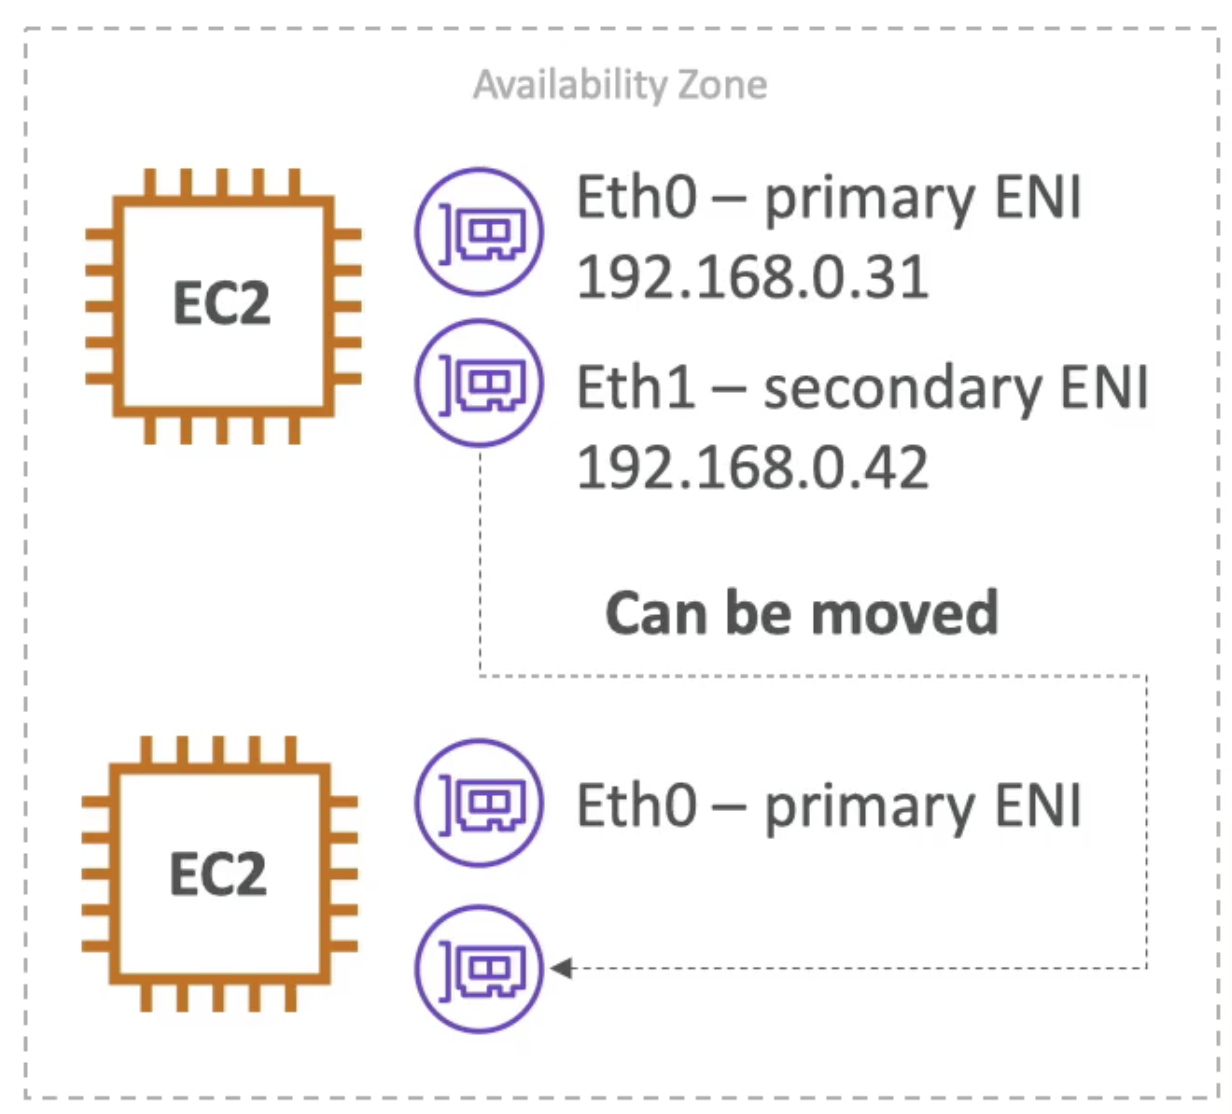 Availability Zone
EC2
Eth0 – primary ENI
192.168.0.31
Eth1 – secondary ENI
192.168.0.42
Can be moved
EC2
Eth0 – primary ENI